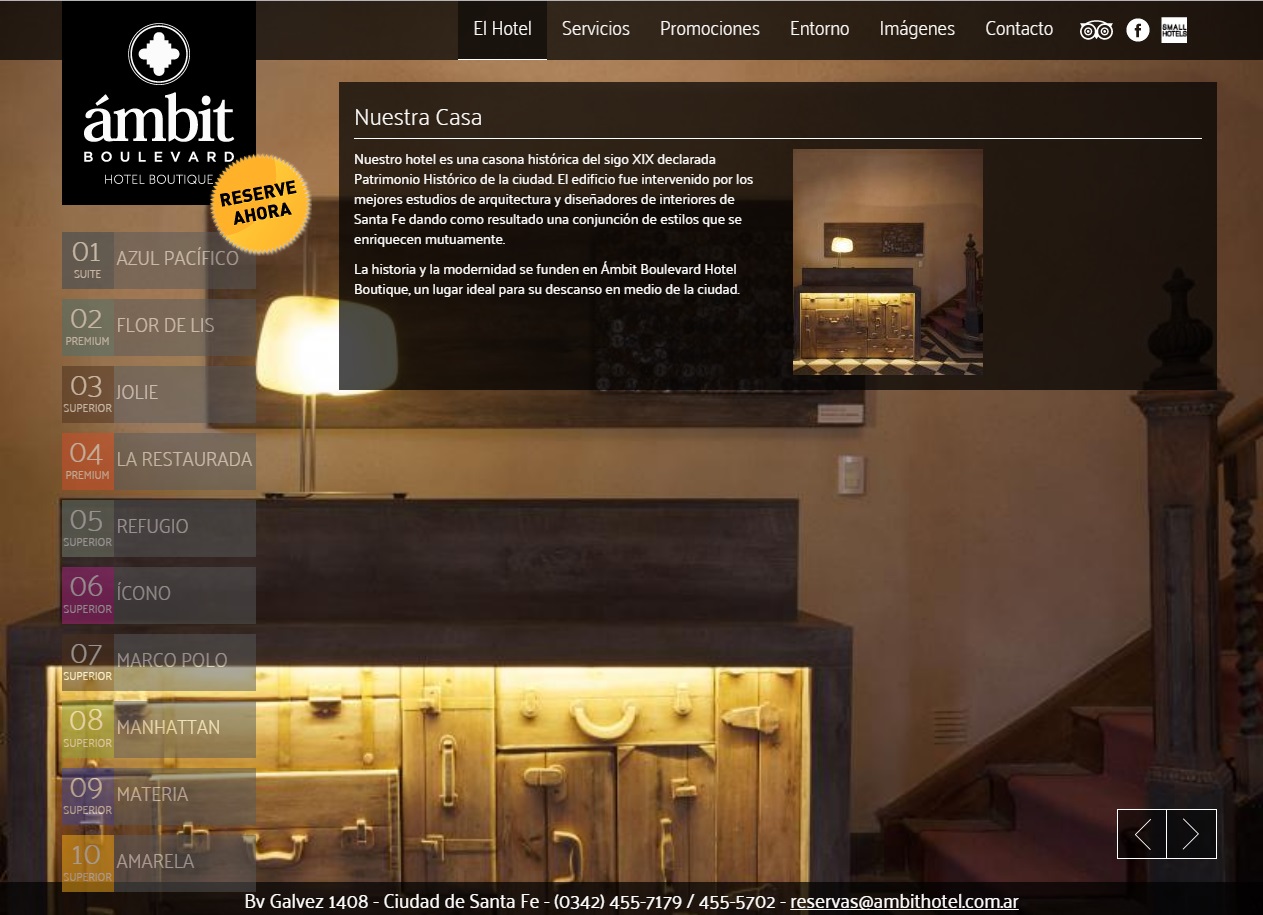 El Hotel Servicios Promociones Entorno Imágenes Contacto
SMALL
HOTELS
ámbit
BOULEVARD
HOTEL BOUTIQUE
RESERVE
AHORA
Nuestra Casa
Nuestro hotel es una casona histórica del sigo XIX declarada
Patrimonio Histórico de la ciudad. El edificio fue intervenido por los
mejores estudios de arquitectura y diseñadores de interiores de
Santa Fe dando como resultado una conjunción de estilos que se
enriquecen mutuamente.
La historia y la modernidad se funden en Ámbit Boulevard Hotel
Boutique, un lugar ideal para su descanso en medio de la ciudad.
01 AZUL PACÍFICO
SUITE
02 FLOR DE LIS
PREMIUM
03 JOLIE
SUPERIOR
04 LA RESTAURADA
PREMIUM
05 REFUGIO
SUPERIOR
06 ÍCONO
SUPERIOR
07 MARCO POLO
SUPERIOR
08 MANHATTAN
SUPERIOR
09 MATERIA
SUPERIOR
10 AMARELA
SUPERIOR
Bv Galvez 1408 - Ciudad de Santa Fe - (0342) 455-7179 / 455-5702 - reservas@ambithotel.com.ar